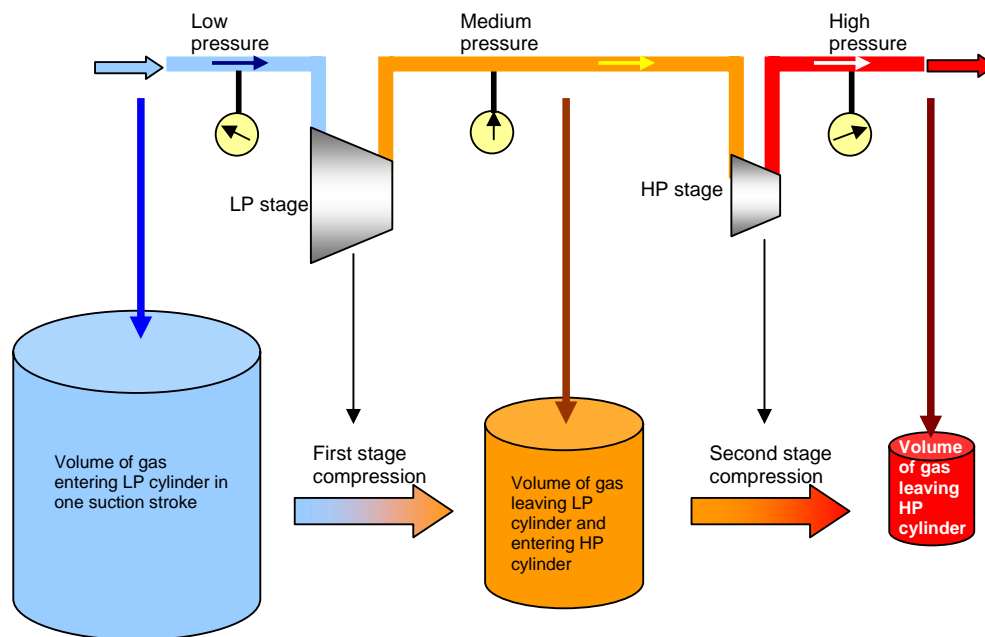 Low
pressure
Medium
pressure
High
pressure
LP stage
HP stage
First stage
compression
Second stage
compression
Volume of gas
entering LP cylinder in
one suction stroke
Volume of gas
leaving LP
cylinder and
entering HP
cylinder
Volume
of gas
leaving
HP
cylinder